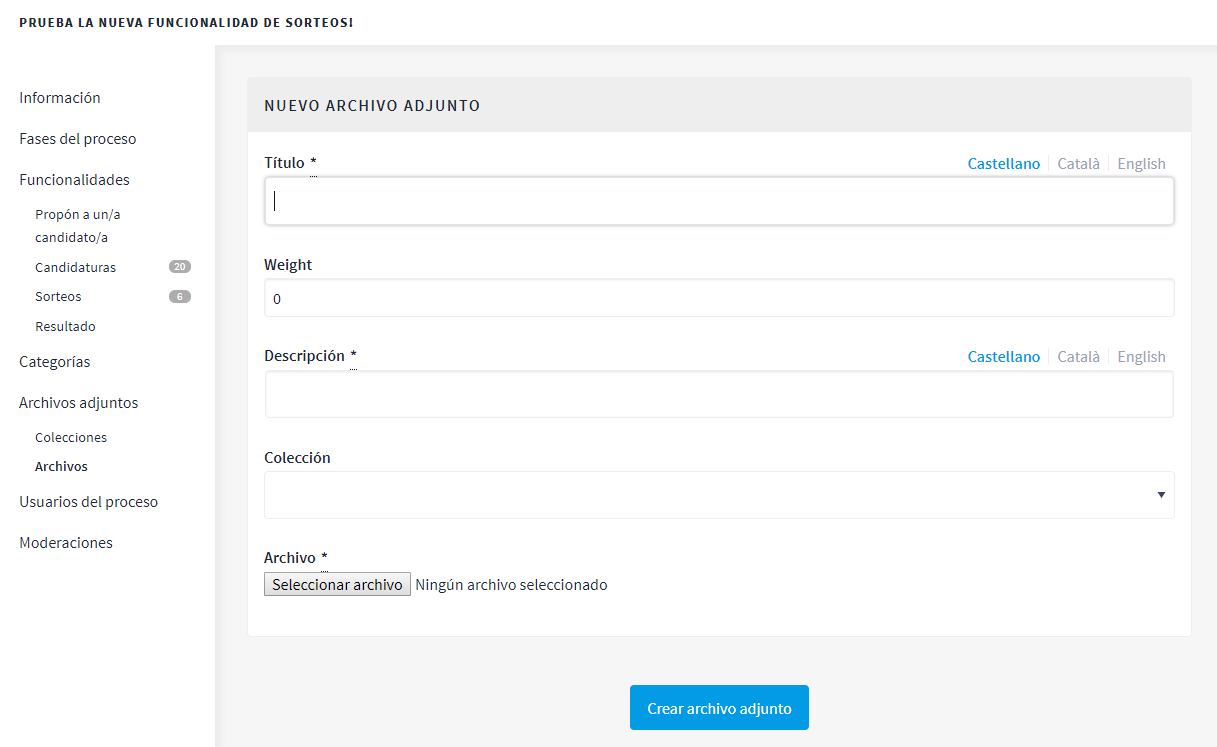 PRUEBA LA NUEVA FUNCIONALIDAD DE SORTEOS!
Información
Fases del proceso
Funcionalidades
Propón a un/a
candidato/a
Candidaturas 20
Sorteos 6
Resultado
Categorías
Archivos adjuntos
Colecciones
Archivos
Usuarios del proceso
Moderaciones
NUEVO ARCHIVO ADJUNTO
Título * Castellano Català English
Weight
0
Descripción * Castellano Català English
Colección
Archivo *
Seleccionar archivo Ningún archivo seleccionado
Crear archivo adjunto